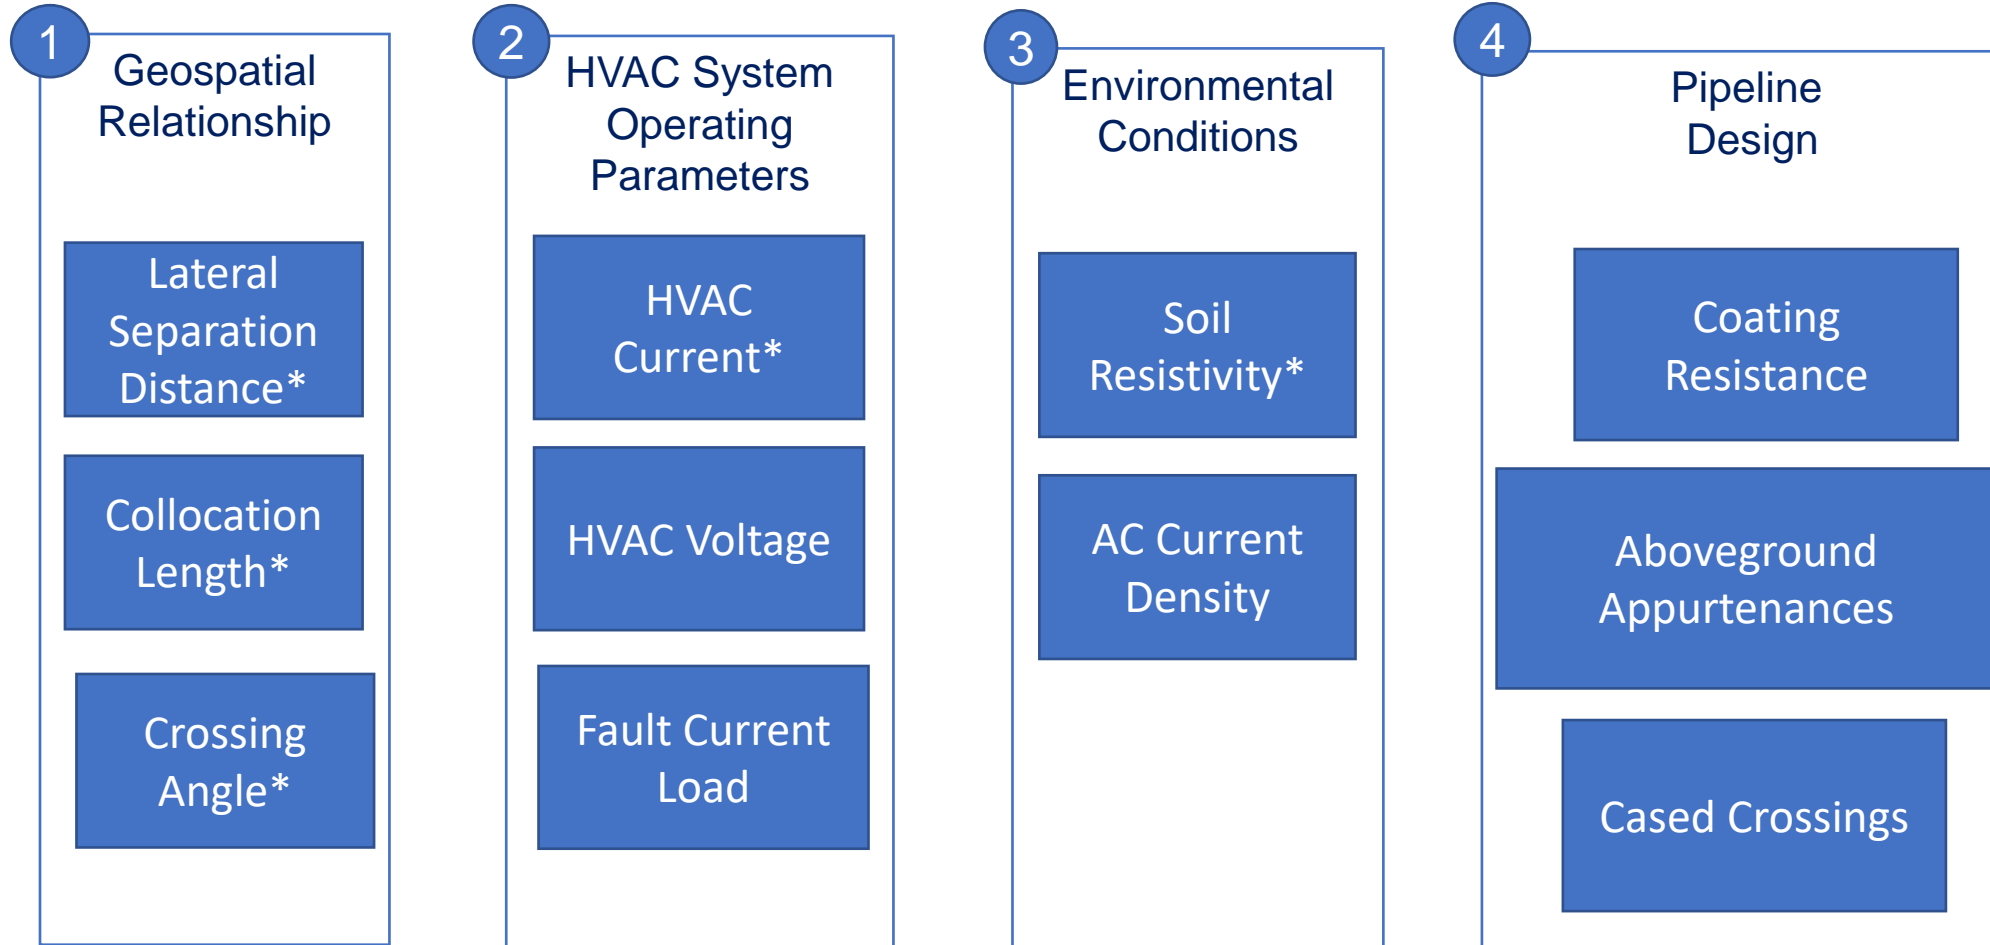 1
Geospatial
Relationship
Lateral
Separation
Distance*
Collocation
Length*
Crossing
Angle*
2
HVAC System
Operating
Parameters
HVAC
Current*
HVAC Voltage
Fault Current
Load
3
Environmental
Conditions
Soil
Resistivity*
AC Current
Density
4
Pipeline
Design
Coating
Resistance
Aboveground
Appurtenances
Cased Crossings